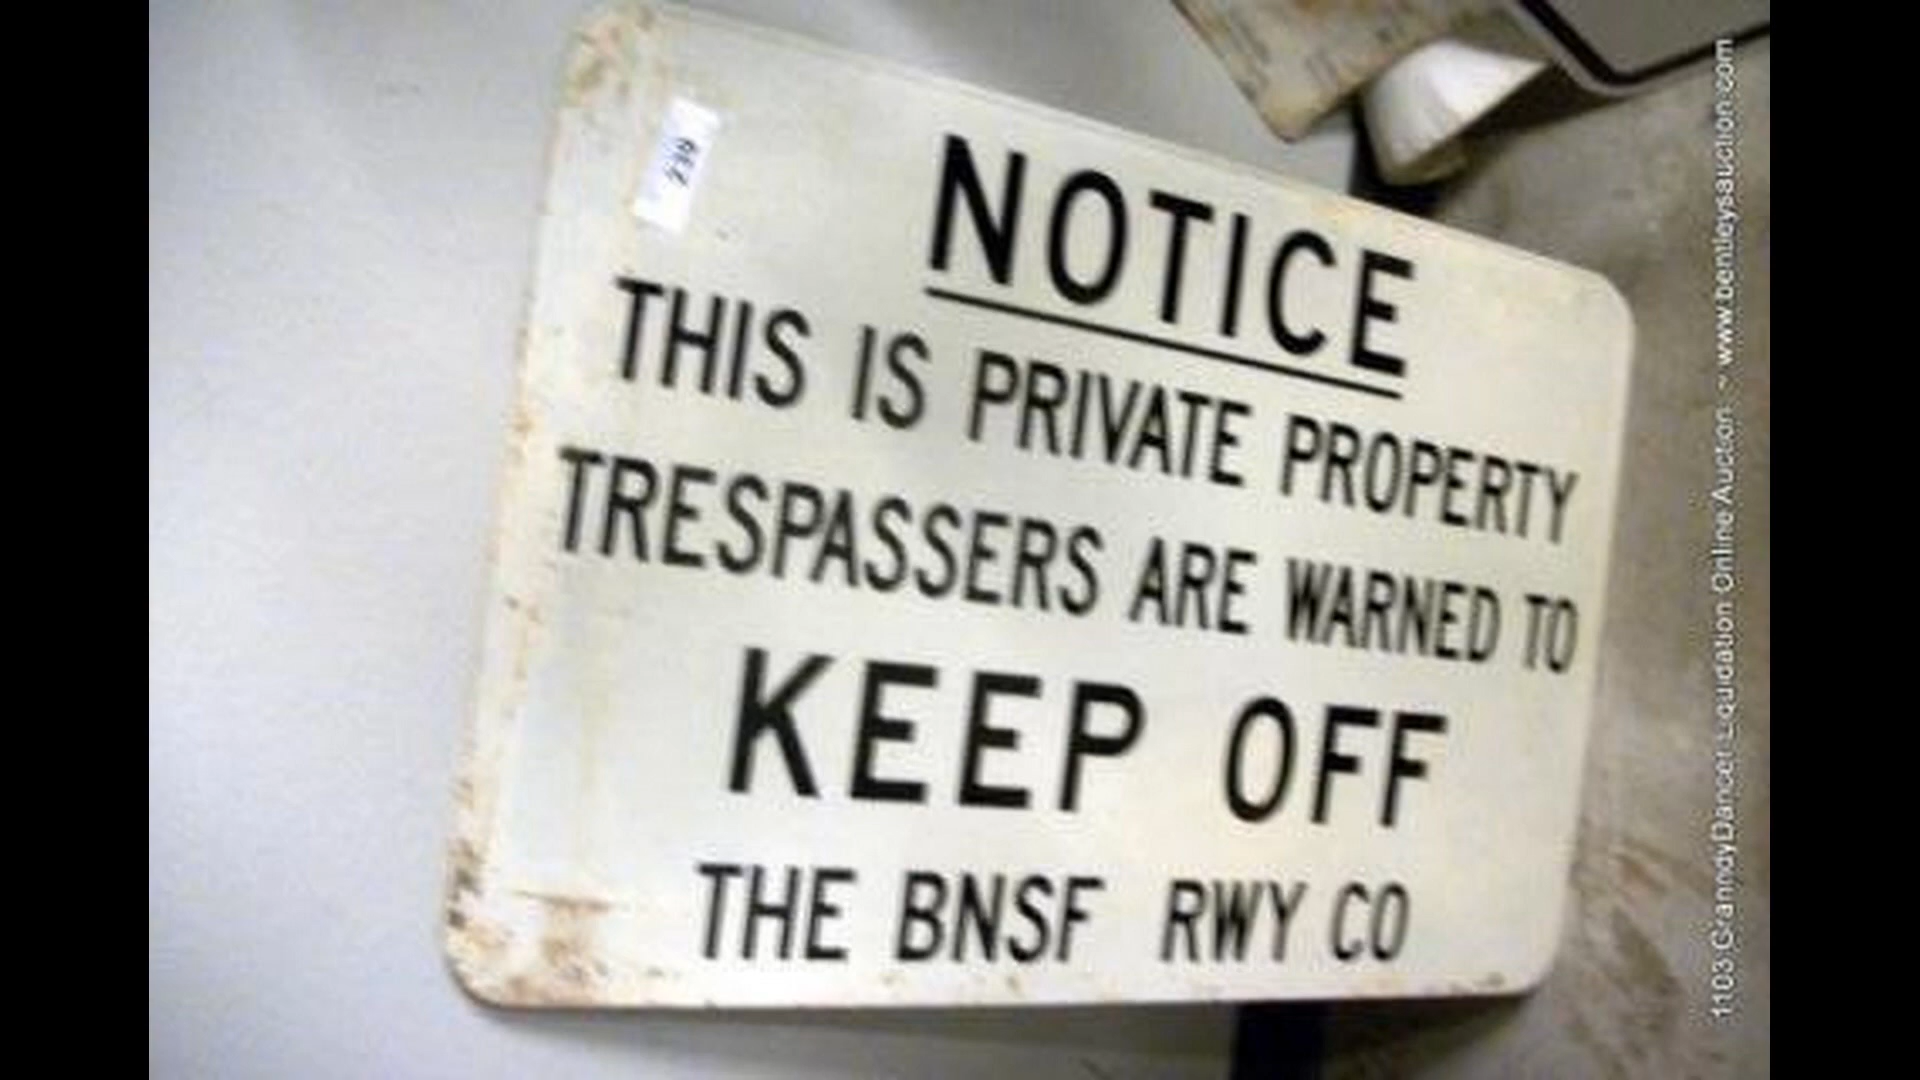 NOTICE
THIS IS PRIVATE PROPERTY
TRESPASSERS ARE WARNED TO
KEEP OFF
THE BNSF RWY CO
1103 GrandyDancer Liquidation Online Auction ~ www.bentleysauction.com